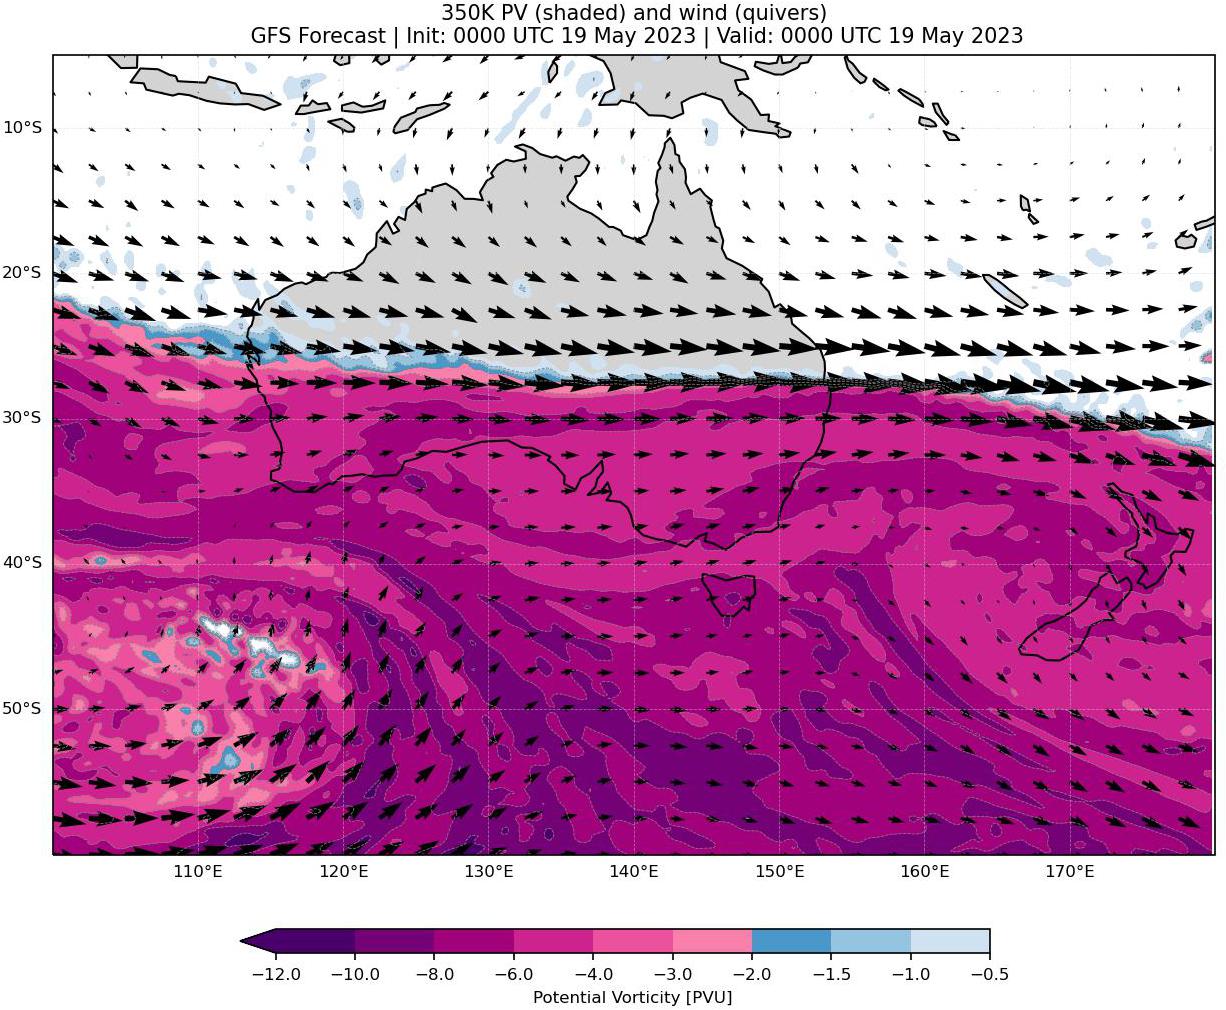 350K PV (shaded) and wind (quivers)
GFS Forecast | Init: 0000 UTC 19 May 2023 | Valid: 0000 UTC 19 May 2023
10°S
20°S
30°S
40°S
50°S
110°E 120°E 130°E 140°E 150°E 160°E 170°E
−12.0 −10.0 −8.0 −6.0 −4.0 −3.0 −2.0 −1.5 −1.0 −0.5
Potential Vorticity [PVU]